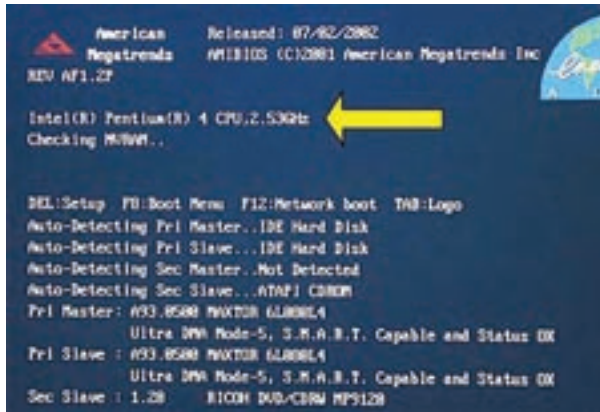 American Released: 07/02/2002
Megatrends AMIBIOS (C)2001 American Megatrends Inc
REV AF1.2P
Intel(R) Pentium(R) 4 CPU,2.53GHz
Checking NVRAM..
DEL:Setup F8:Boot Menu F12:Network boot TAB:Logo
Auto-Detecting Pri Master..IDE Hard Disk
Auto-Detecting Pri Slave...IDE Hard Disk
Auto-Detecting Sec Master..Not Detected
Auto-Detecting Sec Slave...ATAPI CDROM
Pri Master: A93.0500 MAXTOR 6L080L4
Ultra DMA Mode-5, S.M.A.R.T. Capable and Status OK
Pri Slave : A93.0500 MAXTOR 6L080L4
Ultra DMA Mode-5, S.M.A.R.T. Capable and Status OK
Sec Slave : 1.20 RICOH DVD/CDRW MP9120